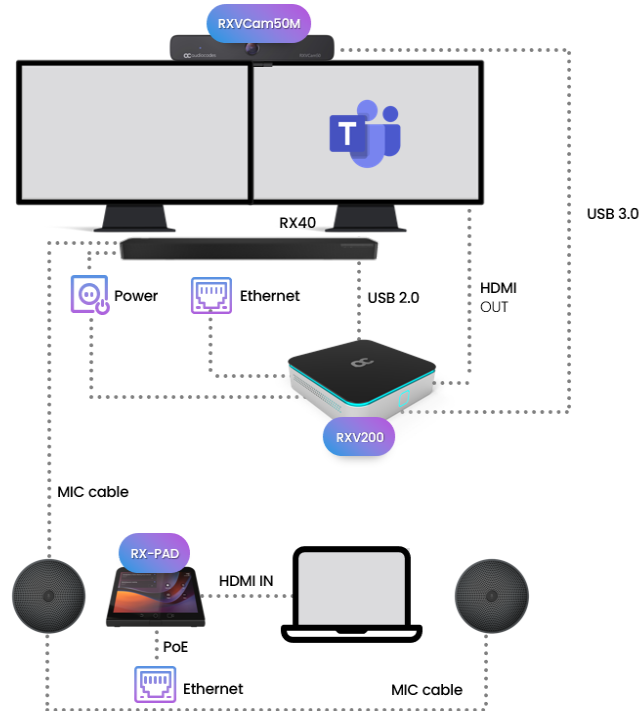 RXVCam50M
audiocodes
RXVCam50
T
USB 3.0
RX40
Power
Ethernet
USB 2.0
HDMI
OUT
RXV200
MIC cable
RX-PAD
HDMI IN
PoE
Ethernet
MIC cable